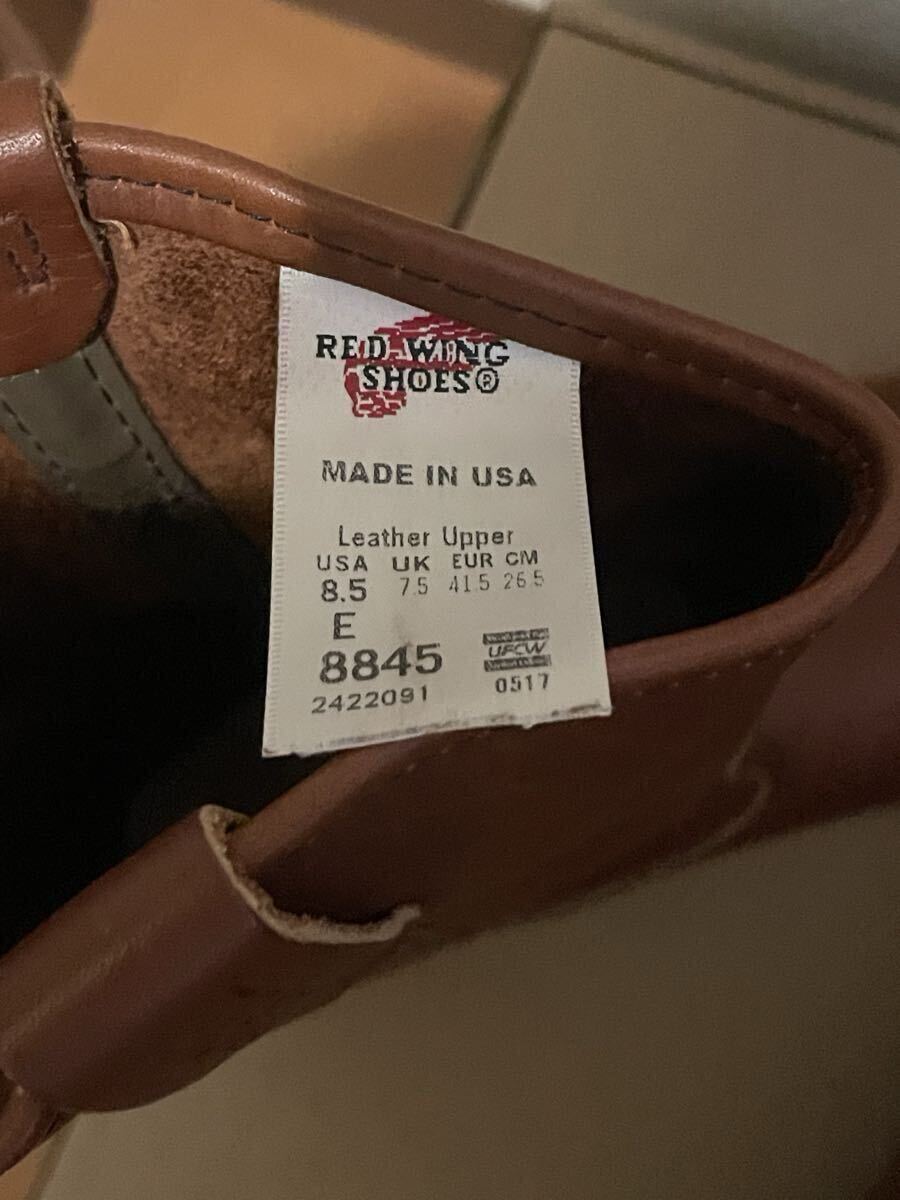 RED WING
SHOES®
MADE IN USA
Leather Upper
USA UK EUR CM
8.5 7.5 41.5 26.5
E
8845
UFCW
2422091 0517